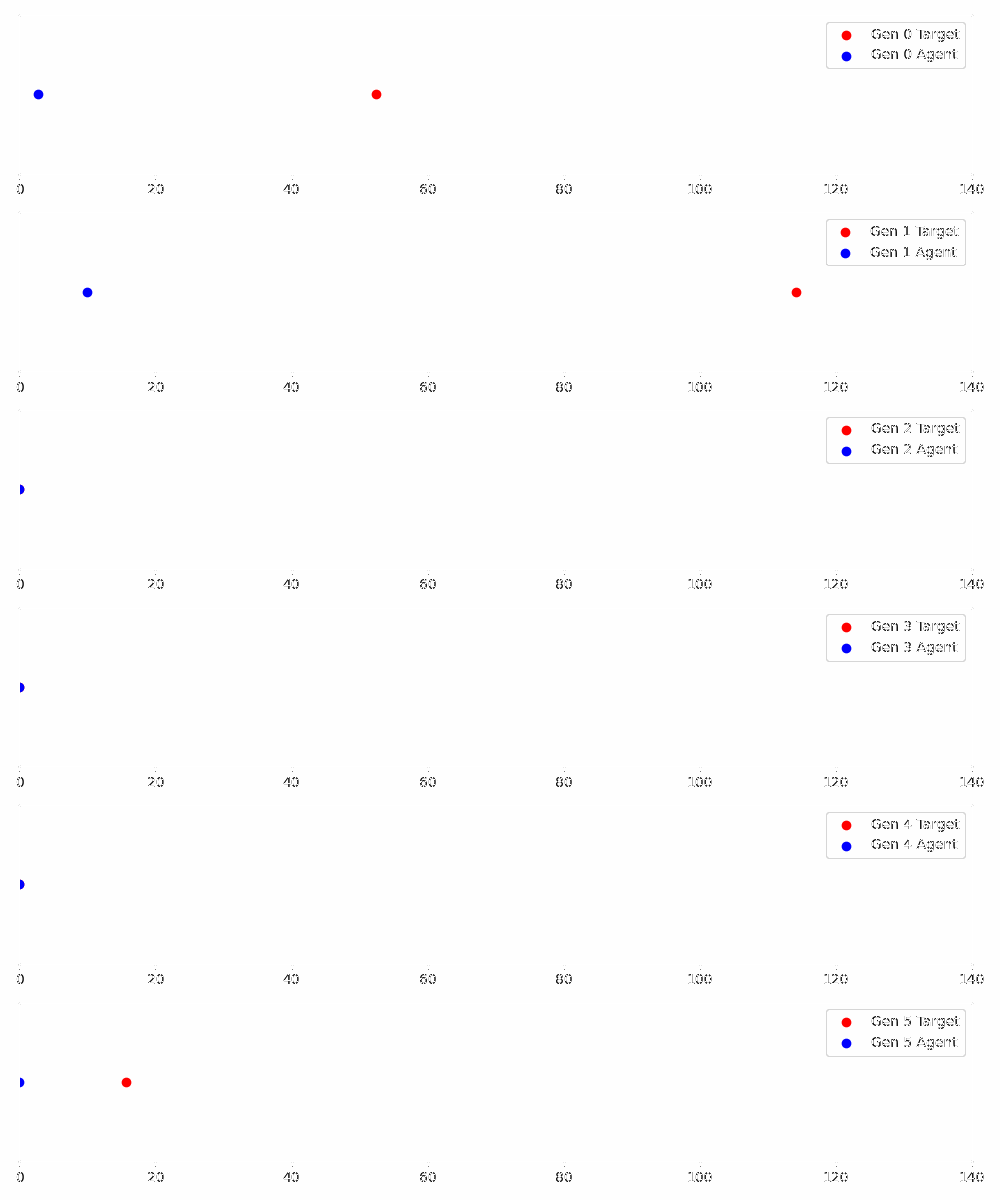 Gen 0 Target
Gen 0 Agent
0 20 40 60 80 100 120 140
Gen 1 Target
Gen 1 Agent
0 20 40 60 80 100 120 140
Gen 2 Target
Gen 2 Agent
0 20 40 60 80 100 120 140
Gen 3 Target
Gen 3 Agent
0 20 40 60 80 100 120 140
Gen 4 Target
Gen 4 Agent
0 20 40 60 80 100 120 140
Gen 5 Target
Gen 5 Agent
0 20 40 60 80 100 120 140